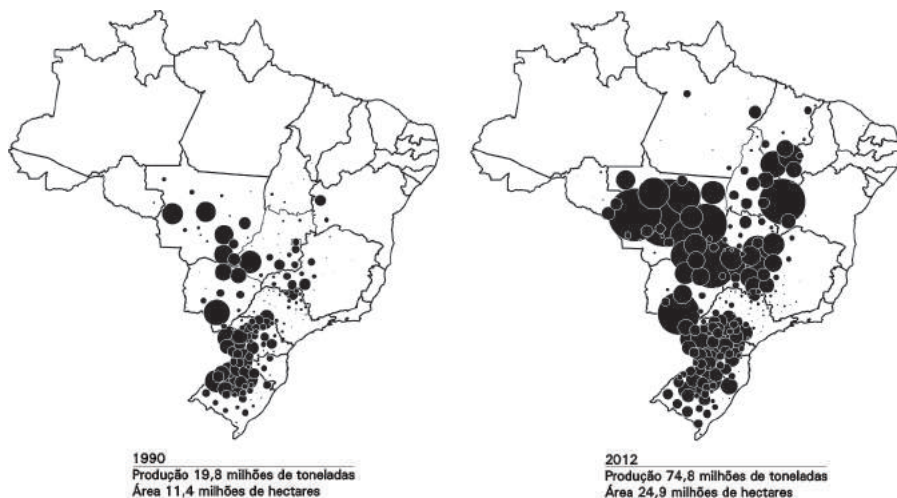 1990
Produção 19,8 milhões de toneladas
Área 11,4 milhões de hectares
2012
Produção 74,8 milhões de toneladas
Área 24,9 milhões de hectares